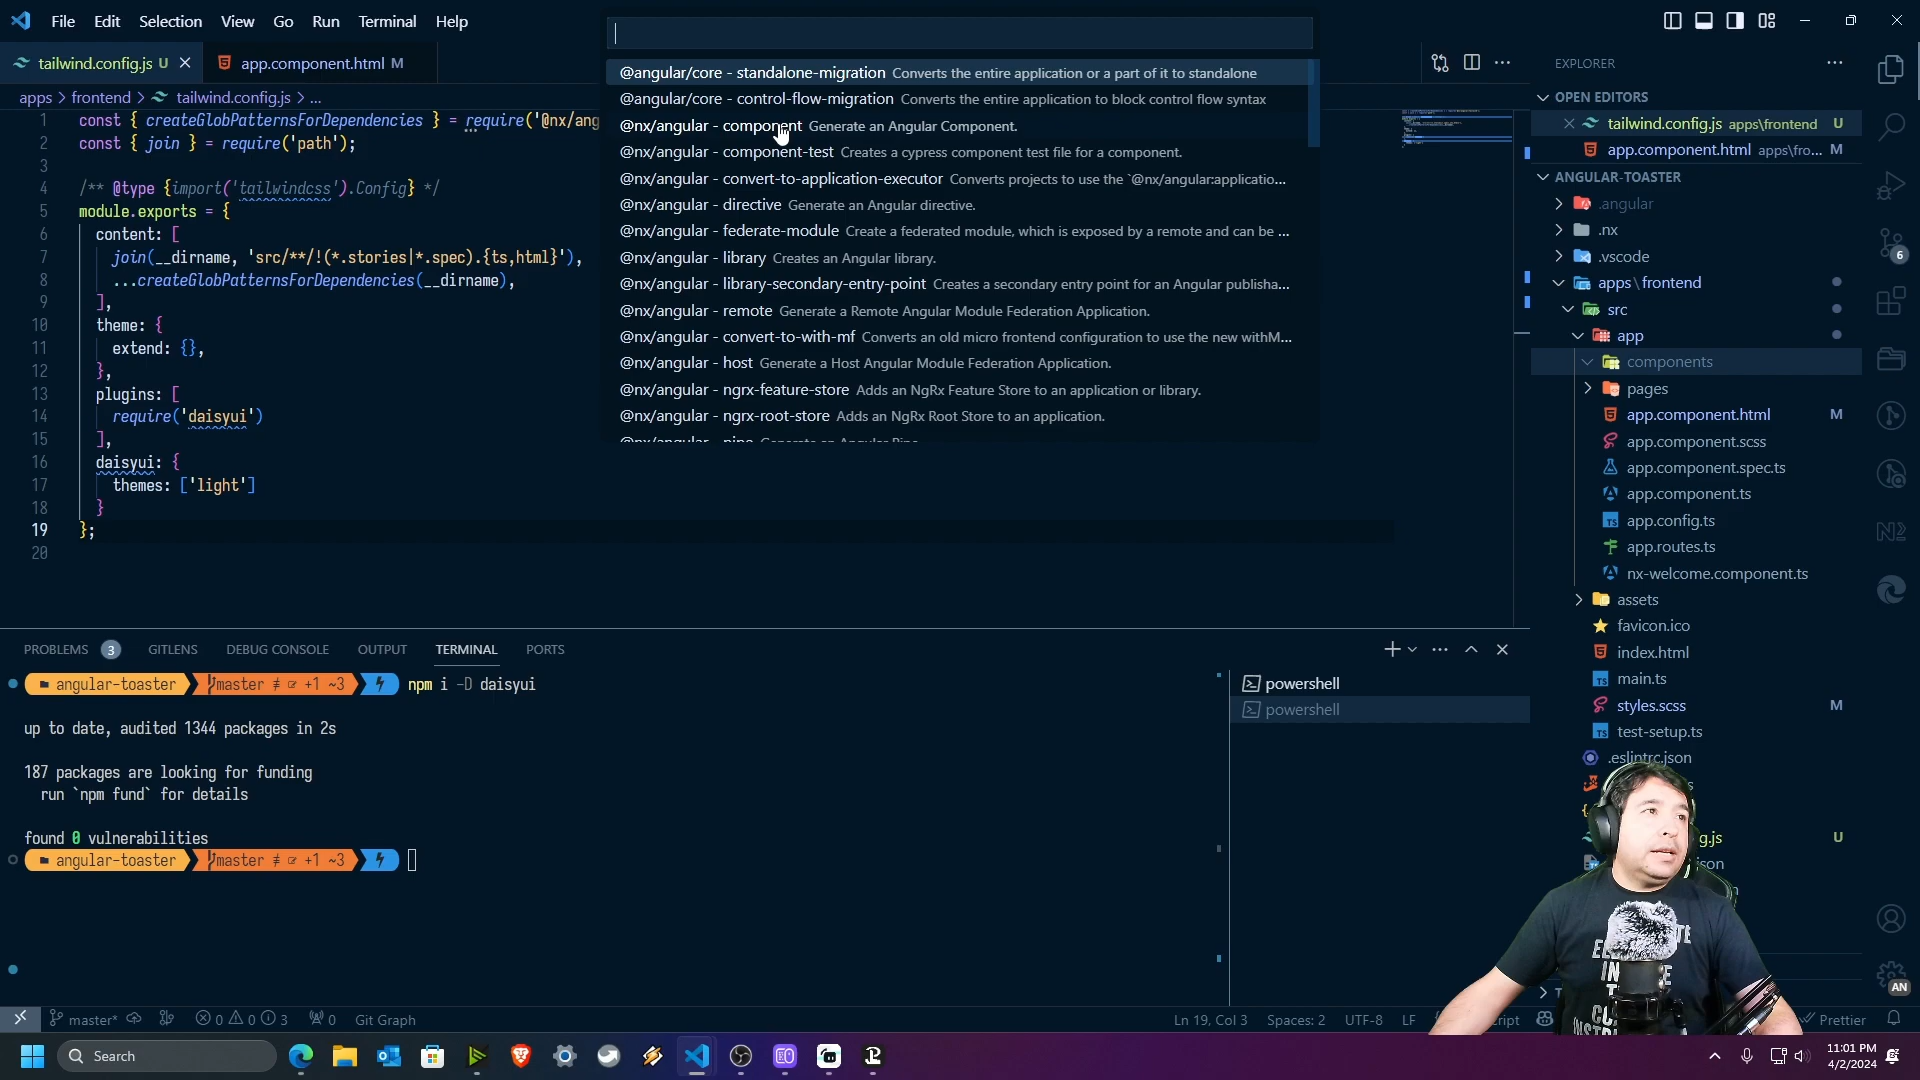 File Edit Selection View Go Run Terminal Help
tailwind.config.js U
app.component.html M
apps > frontend > tailwind.config.js > ...
1 const { createGlobPatternsForDependencies } = require('@nx/ang
2 const { join } = require('path');
3
4 /** @type {import('tailwindcss').Config} */
5 module.exports = {
6 content: [
7 join(__dirname, 'src/**/!(*.stories|*.spec).{ts,html}'),
8 ...createGlobPatternsForDependencies(__dirname),
9 ],
10 theme: {
11 extend: {},
12 },
13 plugins: [
14 require('daisyui')
15 ],
16 daisyui: {
17 themes: ['light']
18 }
19 };
20
@angular/core - standalone-migration Converts the entire application or a part of it to standalone
@angular/core - control-flow-migration Converts the entire application to block control flow syntax
@nx/angular - component Generate an Angular Component.
@nx/angular - component-test Creates a cypress component test file for a component.
@nx/angular - convert-to-application-executor Converts projects to use the `@nx/angular:applicatio...
@nx/angular - directive Generate an Angular directive.
@nx/angular - federate-module Create a federated module, which is exposed by a remote and can be ...
@nx/angular - library Creates an Angular library.
@nx/angular - library-secondary-entry-point Creates a secondary entry point for an Angular publisha...
@nx/angular - remote Generate a Remote Angular Module Federation Application.
@nx/angular - convert-to-with-mf Converts an old micro frontend configuration to use the new withM...
@nx/angular - host Generate a Host Angular Module Federation Application.
@nx/angular - ngrx-feature-store Adds an NgRx Feature Store to an application or library.
@nx/angular - ngrx-root-store Adds an NgRx Root Store to an application.
@nx/angular - pipe Generate an Angular Pipe.
EXPLORER
OPEN EDITORS
tailwind.config.js apps\frontend U
app.component.html apps\fro... M
ANGULAR-TOASTER
.angular
.nx
.vscode
apps\frontend
src
app
components
pages
app.component.html M
app.component.scss
app.component.spec.ts
app.component.ts
app.config.ts
app.routes.ts
nx-welcome.component.ts
assets
favicon.ico
index.html
main.ts
styles.scss M
test-setup.ts
.eslintrc.json
g.js U
json
6
AN
PROBLEMS 3 GITLENS DEBUG CONSOLE OUTPUT TERMINAL PORTS
angular-toaster master ≢ +1 ~3 npm i -D daisyui
up to date, audited 1344 packages in 2s
187 packages are looking for funding
run `npm fund` for details
found 0 vulnerabilities
angular-toaster master ≢ +1 ~3
powershell
powershell
master* 0 0 3 0 Git Graph
Ln 19, Col 3 Spaces: 2 UTF-8 LF Prettier
Search
11:01 PM
4/2/2024